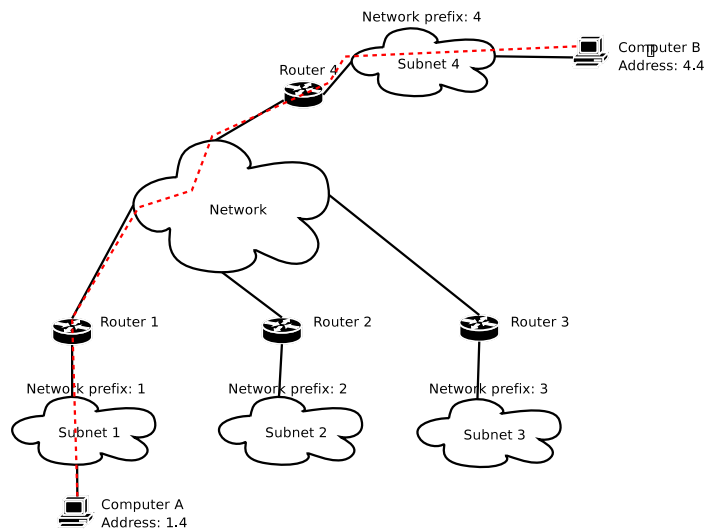 Network prefix: 4
Computer B
Address: 4.4
Subnet 4
Router 4
Network
Router 1
Router 2
Router 3
Network prefix: 1
Network prefix: 2
Network prefix: 3
Subnet 1
Subnet 2
Subnet 3
Computer A
Address: 1.4